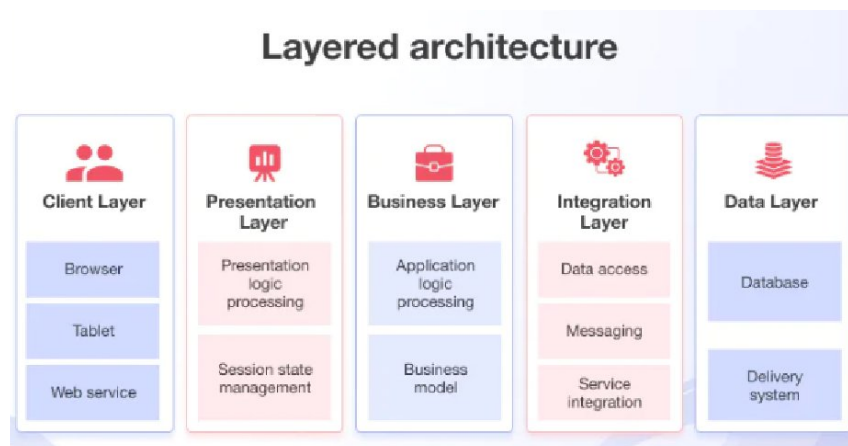 Layered architecture
Client Layer
Browser
Tablet
Web service
Presentation
Layer
Presentation
logic
processing
Session state
management
Business Layer
Application
logic
processing
Business
model
Integration
Layer
Data access
Messaging
Service
integration
Data Layer
Database
Delivery
system